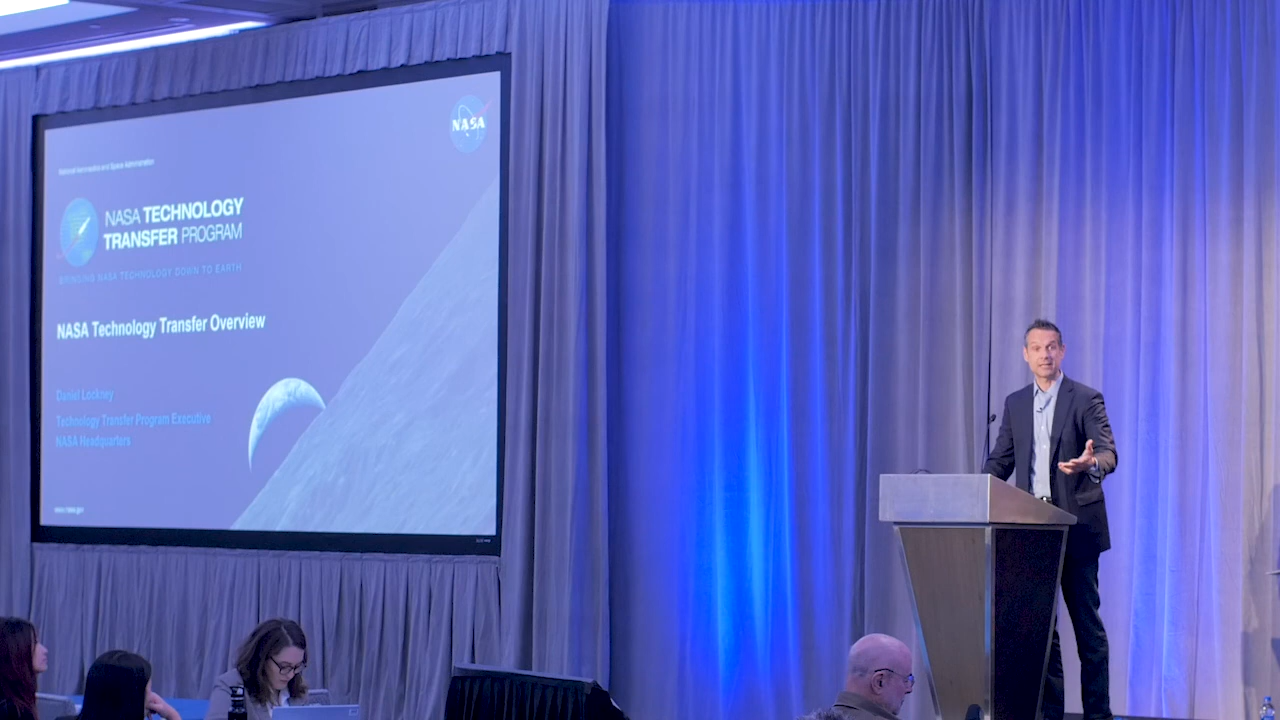 National Aeronautics and Space Administration
NASA
NASA TECHNOLOGY
TRANSFER PROGRAM
BRINGING NASA TECHNOLOGY DOWN TO EARTH
NASA Technology Transfer Overview
Daniel Lockney
Technology Transfer Program Executive
NASA Headquarters
www.nasa.gov